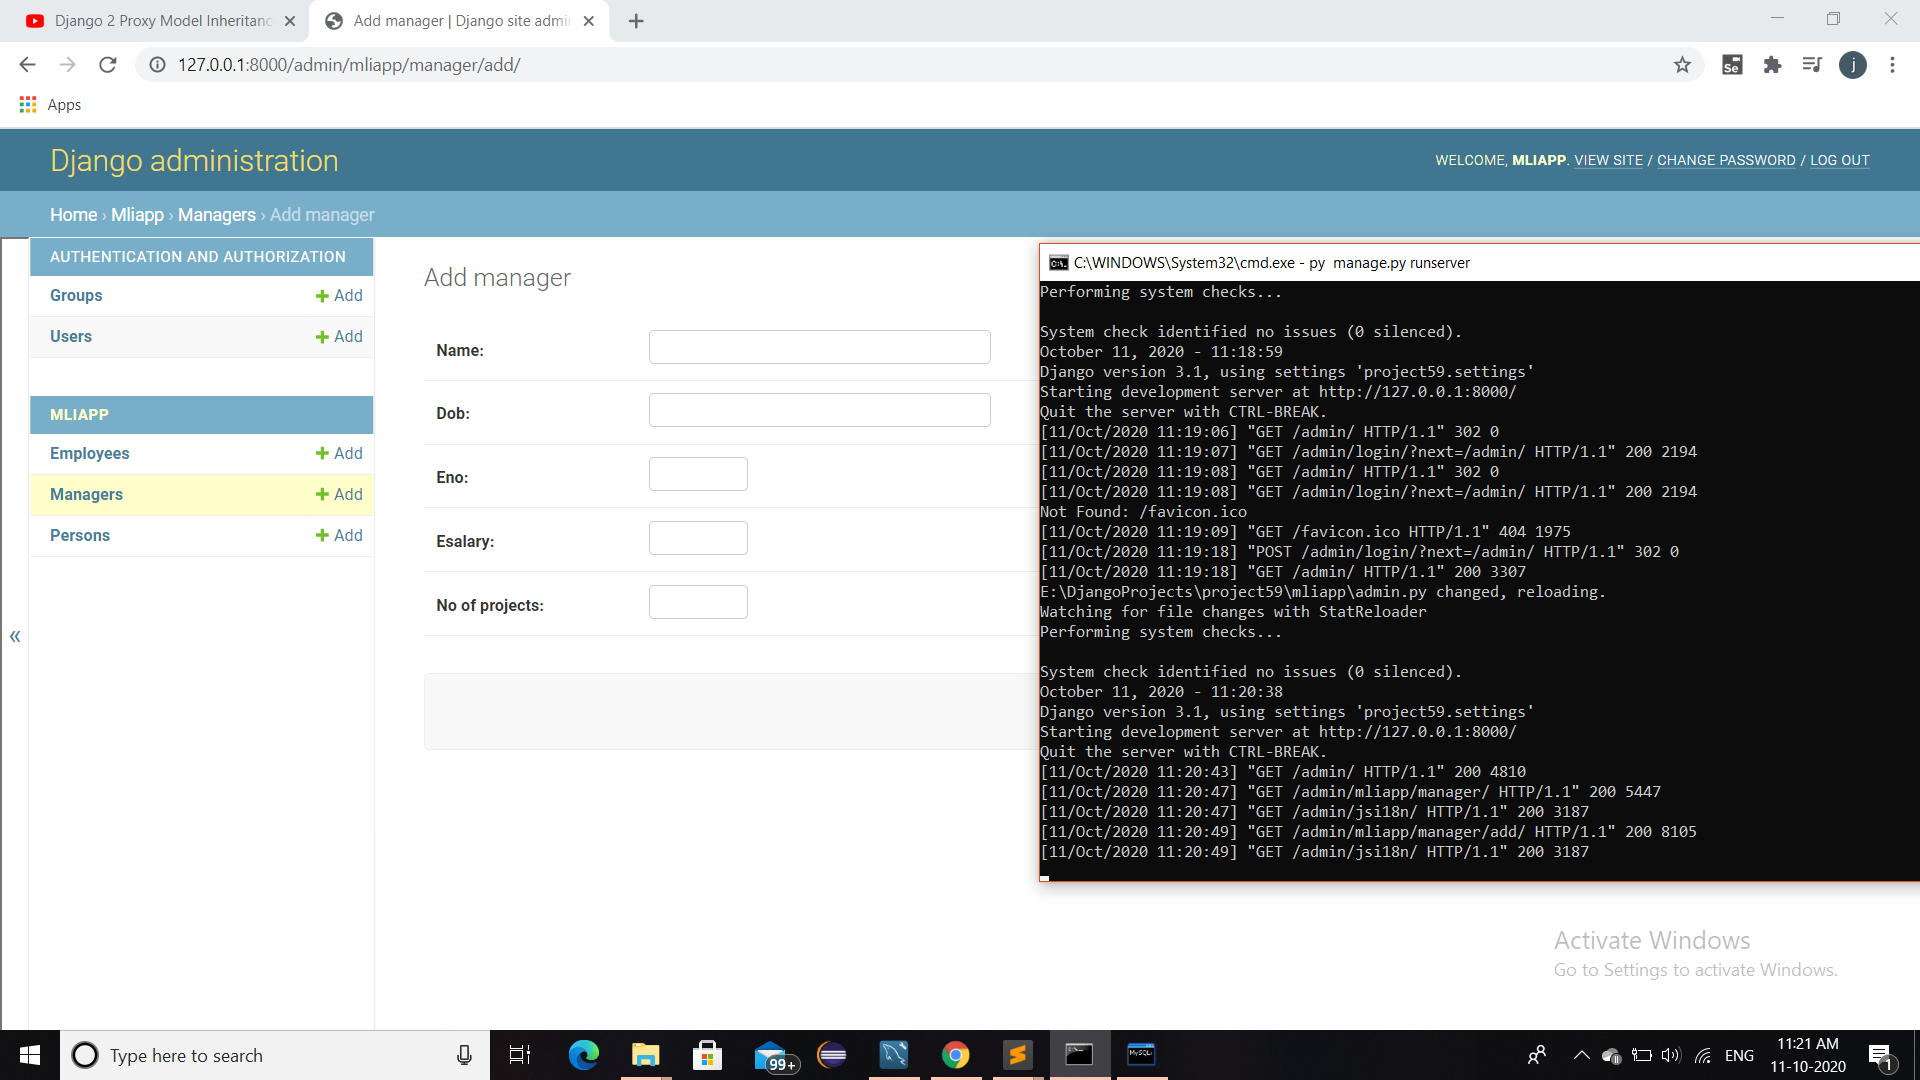 Django 2 Proxy Model Inheritanc
Add manager | Django site admin
127.0.0.1:8000/admin/mliapp/manager/add/
Se
j
Apps
Django administration
WELCOME, MLIAPP. VIEW SITE / CHANGE PASSWORD / LOG OUT
Home › Mliapp › Managers › Add manager
AUTHENTICATION AND AUTHORIZATION
Groups Add
Users Add
MLIAPP
Employees Add
Managers Add
Persons Add
«
Add manager
Name:
Dob:
Eno:
Esalary:
No of projects:
C:\WINDOWS\System32\cmd.exe - py  manage.py runserver
Performing system checks...
System check identified no issues (0 silenced).
October 11, 2020 - 11:18:59
Django version 3.1, using settings 'project59.settings'
Starting development server at http://127.0.0.1:8000/
Quit the server with CTRL-BREAK.
[11/Oct/2020 11:19:06] "GET /admin/ HTTP/1.1" 302 0
[11/Oct/2020 11:19:07] "GET /admin/login/?next=/admin/ HTTP/1.1" 200 2194
[11/Oct/2020 11:19:08] "GET /admin/ HTTP/1.1" 302 0
[11/Oct/2020 11:19:08] "GET /admin/login/?next=/admin/ HTTP/1.1" 200 2194
Not Found: /favicon.ico
[11/Oct/2020 11:19:09] "GET /favicon.ico HTTP/1.1" 404 1975
[11/Oct/2020 11:19:18] "POST /admin/login/?next=/admin/ HTTP/1.1" 302 0
[11/Oct/2020 11:19:18] "GET /admin/ HTTP/1.1" 200 3307
E:\DjangoProjects\project59\mliapp\admin.py changed, reloading.
Watching for file changes with StatReloader
Performing system checks...
System check identified no issues (0 silenced).
October 11, 2020 - 11:20:38
Django version 3.1, using settings 'project59.settings'
Starting development server at http://127.0.0.1:8000/
Quit the server with CTRL-BREAK.
[11/Oct/2020 11:20:43] "GET /admin/ HTTP/1.1" 200 4810
[11/Oct/2020 11:20:47] "GET /admin/mliapp/manager/ HTTP/1.1" 200 5447
[11/Oct/2020 11:20:47] "GET /admin/jsi18n/ HTTP/1.1" 200 3187
[11/Oct/2020 11:20:49] "GET /admin/mliapp/manager/add/ HTTP/1.1" 200 8105
[11/Oct/2020 11:20:49] "GET /admin/jsi18n/ HTTP/1.1" 200 3187
Activate Windows
Go to Settings to activate Windows.
Type here to search
99+
MySQL
ENG
11:21 AM
11-10-2020
1